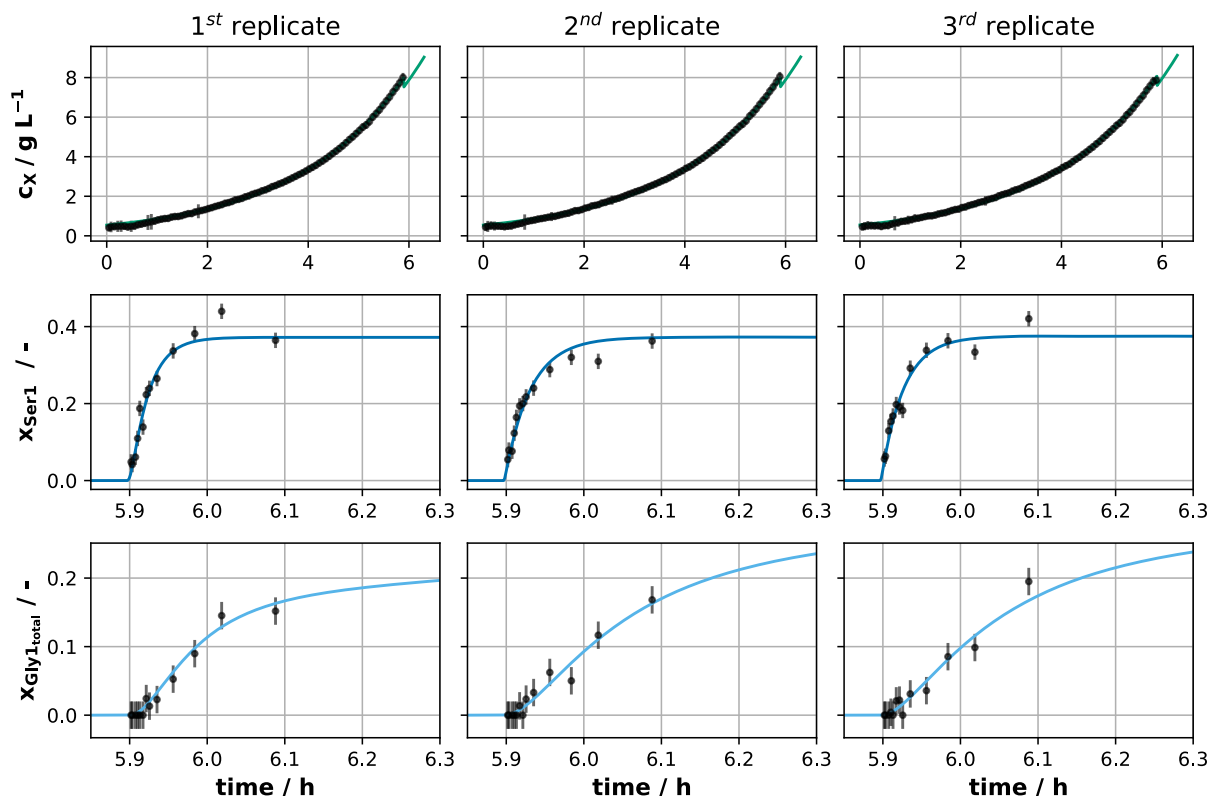 1st replicate 2nd replicate 3rd replicate
cX / g L−1
8
6
4
2
0
0 2 4 6 0 2 4 6 0 2 4 6
xSer1 / -
0.4
0.2
0.0
5.9 6.0 6.1 6.2 6.3 5.9 6.0 6.1 6.2 6.3 5.9 6.0 6.1 6.2 6.3
xGly1total / -
0.2
0.1
0.0
5.9 6.0 6.1 6.2 6.3 5.9 6.0 6.1 6.2 6.3 5.9 6.0 6.1 6.2 6.3
time / h time / h time / h